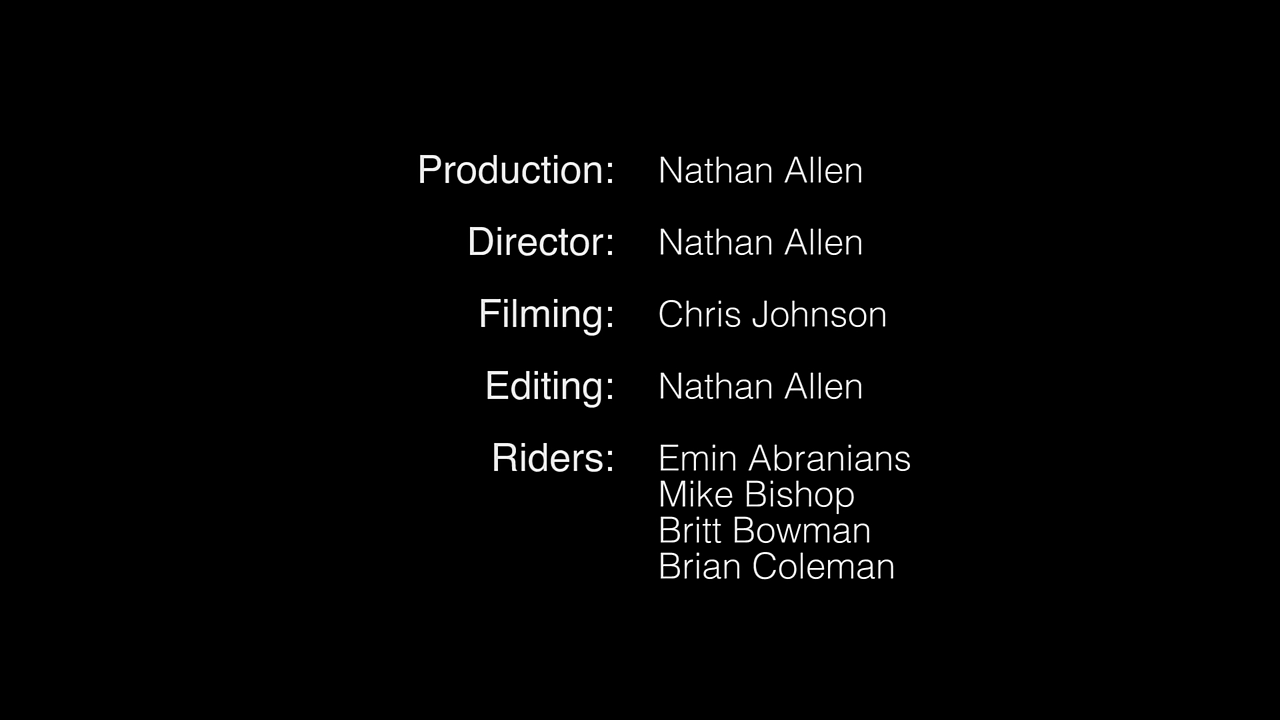 Production: Nathan Allen
Director: Nathan Allen
Filming: Chris Johnson
Editing: Nathan Allen
Riders: Emin Abranians
Mike Bishop
Britt Bowman
Brian Coleman